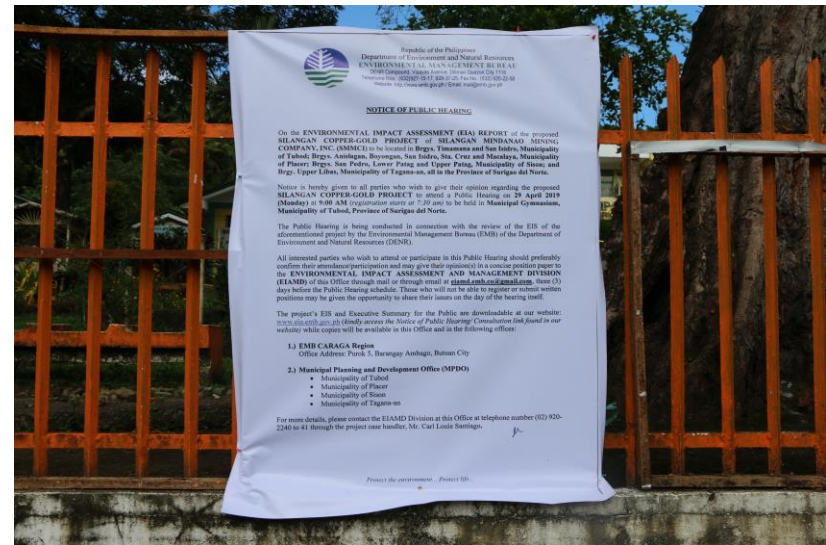 Republic of the Philippines
Department of Environment and Natural Resources
ENVIRONMENTAL MANAGEMENT BUREAU
DENR Compound, Visayas Avenue, Diliman Quezon City 1116
Website: http://www.emb.gov.ph / Email: mail@emb.gov.ph
NOTICE OF PUBLIC HEARING
On the ENVIRONMENTAL IMPACT ASSESSMENT (EIA) REPORT of the proposed
SILANGAN COPPER-GOLD PROJECT of SILANGAN MINDANAO MINING
COMPANY, INC. (SMMCI) to be located in Brgys. Timamana and San Isidro, Municipality
of Tubod; Brgys. Anislagan, Boyongan, San Isidro, Sta. Cruz and Macalaya, Municipality
of Placer; Brgys. San Pedro, Lower Patag and Upper Patag, Municipality of Sison; and
Brgy. Upper Libas, Municipality of Tagana-an, all in the Province of Surigao del Norte.
Notice is hereby given to all parties who wish to give their opinion regarding the proposed
SILANGAN COPPER-GOLD PROJECT to attend a Public Hearing on 29 April 2019
(Monday) at 9:00 AM (registration starts at 7:30 am) to be held in Municipal Gymnasium,
Municipality of Tubod, Province of Surigao del Norte.
The Public Hearing is being conducted in connection with the review of the EIS of the
aforementioned project by the Environmental Management Bureau (EMB) of the Department of
Environment and Natural Resources (DENR).
All interested parties who wish to attend or participate in this Public Hearing should preferably
confirm their attendance/participation and may give their opinion(s) in a concise position paper to
the ENVIRONMENTAL IMPACT ASSESSMENT AND MANAGEMENT DIVISION
(EIAMD) of this Office through mail or through email at eiamd.emb.co@gmail.com, three (3)
days before the Public Hearing schedule. Those who will not be able to register or submit written
positions may be given the opportunity to share their issues on the day of the hearing itself.
The project's EIS and Executive Summary for the Public are downloadable at our website:
www.eia.emb.gov.ph (kindly access the Notice of Public Hearing/ Consultation link found in our
website) while copies will be available in this Office and in the following offices:
1.) EMB CARAGA Region
Office Address: Purok 5, Barangay Ambago, Butuan City
2.) Municipal Planning and Development Office (MPDO)
• Municipality of Tubod
• Municipality of Placer
• Municipality of Sison
• Municipality of Tagana-an
For more details, please contact the EIAMD Division at this Office at telephone number (02) 920-
2240 to 41 through the project case handler, Mr. Carl Louie Santiago.
Protect the environment... Protect life...